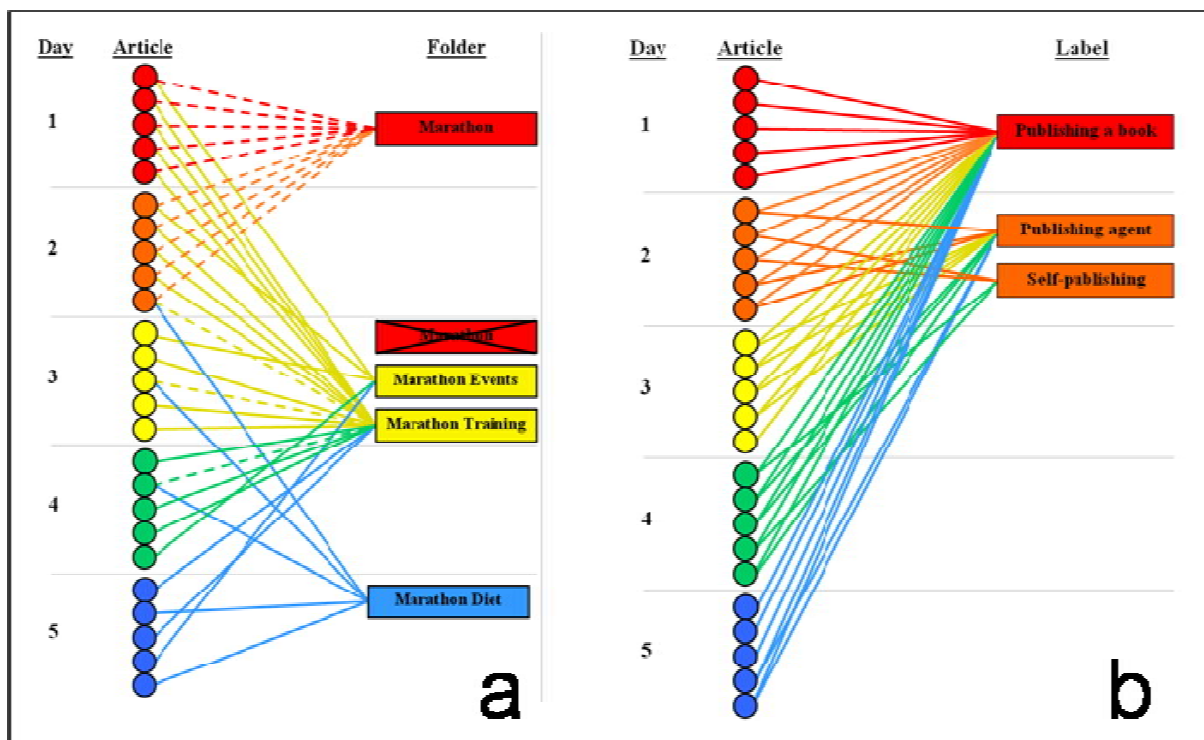 Day Article Folder
1 Marathon
2
Marathon
3 Marathon Events
Marathon Training
4
Marathon Diet
5
a
Day Article Label
1 Publishing a book
Publishing agent
2
Self-publishing
3
4
5
b